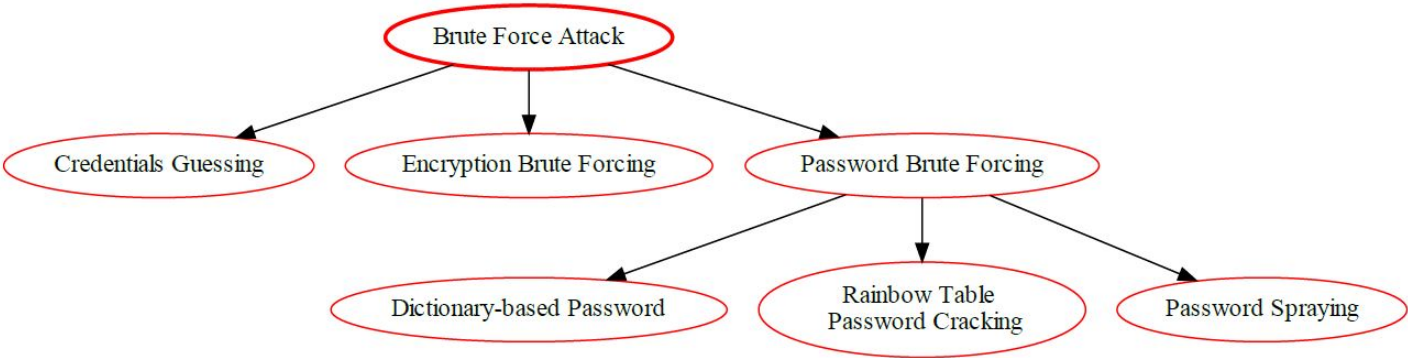 Brute Force Attack
Credentials Guessing
Encryption Brute Forcing
Password Brute Forcing
Dictionary-based Password
Rainbow Table
Password Cracking
Password Spraying